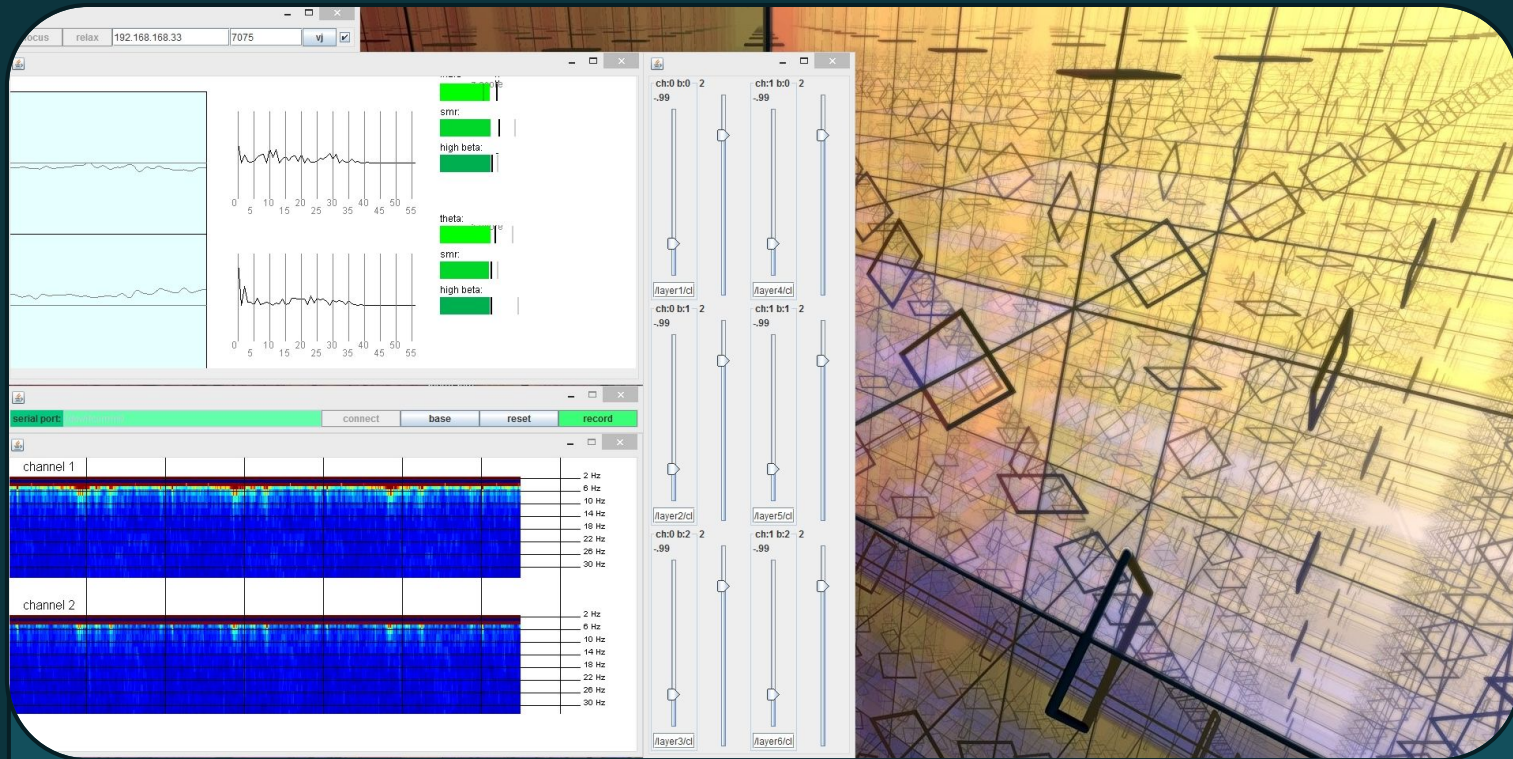 ocus relax 192.168.168.33 7075 vj
smr:
high beta:
0 5 10 15 20 25 30 35 40 45 50 55
theta:
smr:
high beta:
0 5 10 15 20 25 30 35 40 45 50 55
serial port: connect base reset record
channel 1
2 Hz
6 Hz
10 Hz
14 Hz
18 Hz
22 Hz
26 Hz
30 Hz
channel 2
2 Hz
6 Hz
10 Hz
14 Hz
18 Hz
22 Hz
26 Hz
30 Hz
ch:0 b:0 2 ch:1 b:0 2
-.99 -.99
/layer1/cl /layer4/cl
ch:0 b:1 2 ch:1 b:1 2
-.99 -.99
/layer2/cl /layer5/cl
ch:0 b:2 2 ch:1 b:2 2
-.99 -.99
/layer3/cl /layer6/cl